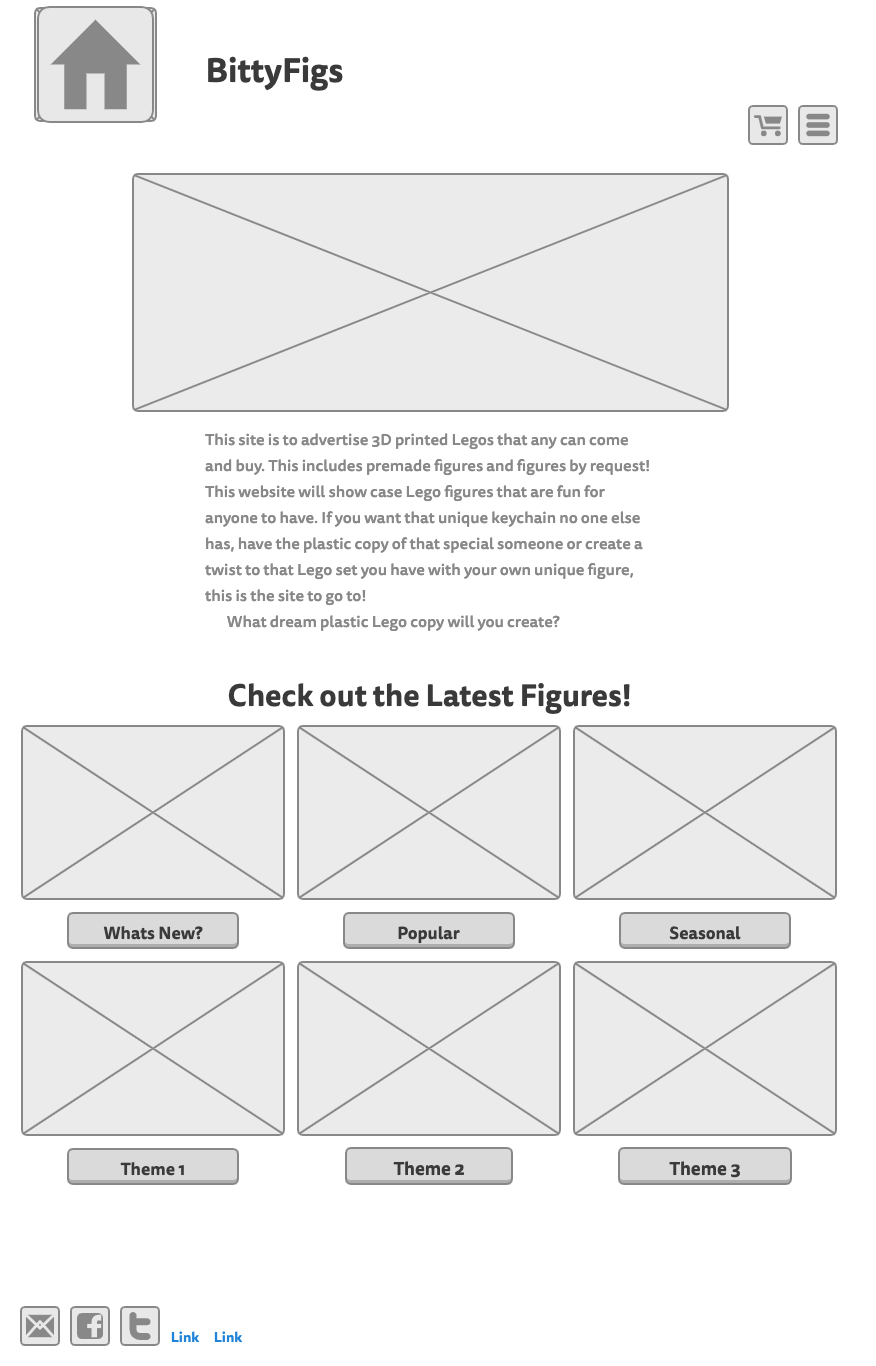 BittyFigs
This site is to advertise 3D printed Legos that any can come
and buy. This includes premade figures and figures by request!
This website will show case Lego figures that are fun for
anyone to have. If you want that unique keychain no one else
has, have the plastic copy of that special someone or create a
twist to that Lego set you have with your own unique figure,
this is the site to go to!
What dream plastic Lego copy will you create?
Check out the Latest Figures!
Whats New?
Popular
Seasonal
Theme 1
Theme 2
Theme 3
Link Link